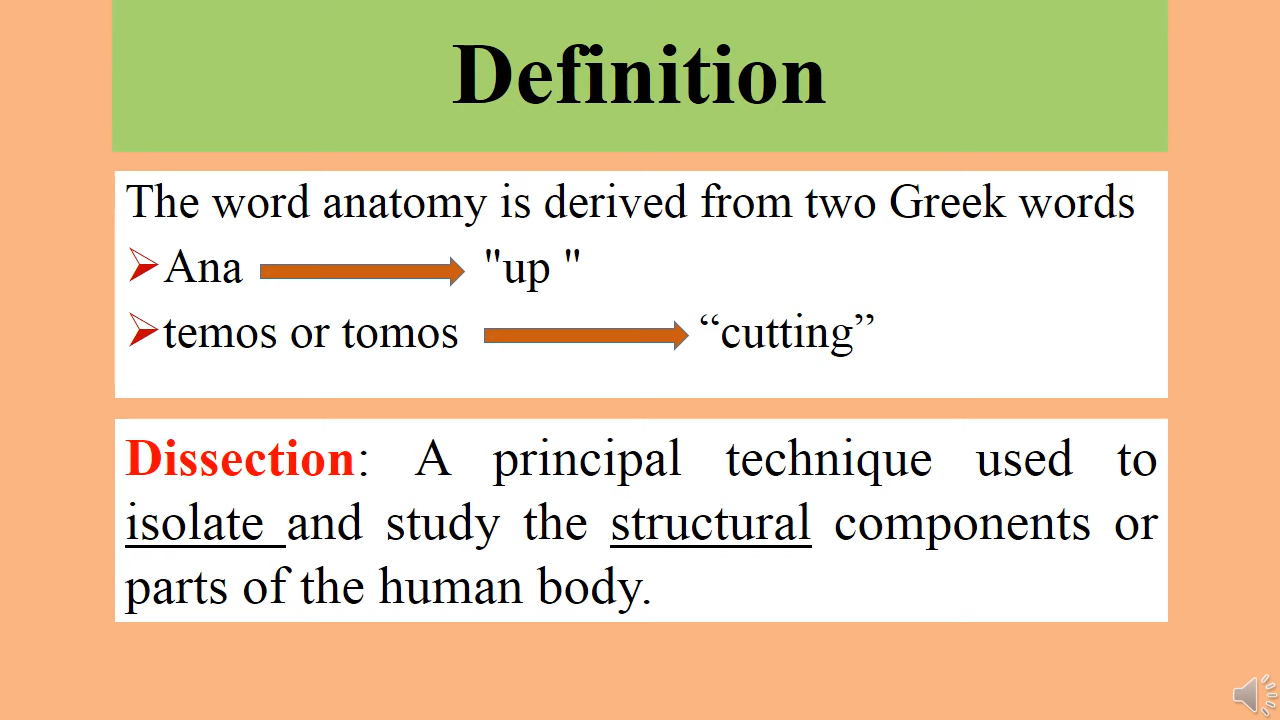 Definition
The word anatomy is derived from two Greek words
Ana "up "
temos or tomos “cutting”
Dissection: A principal technique used to
isolate and study the structural components or
parts of the human body.